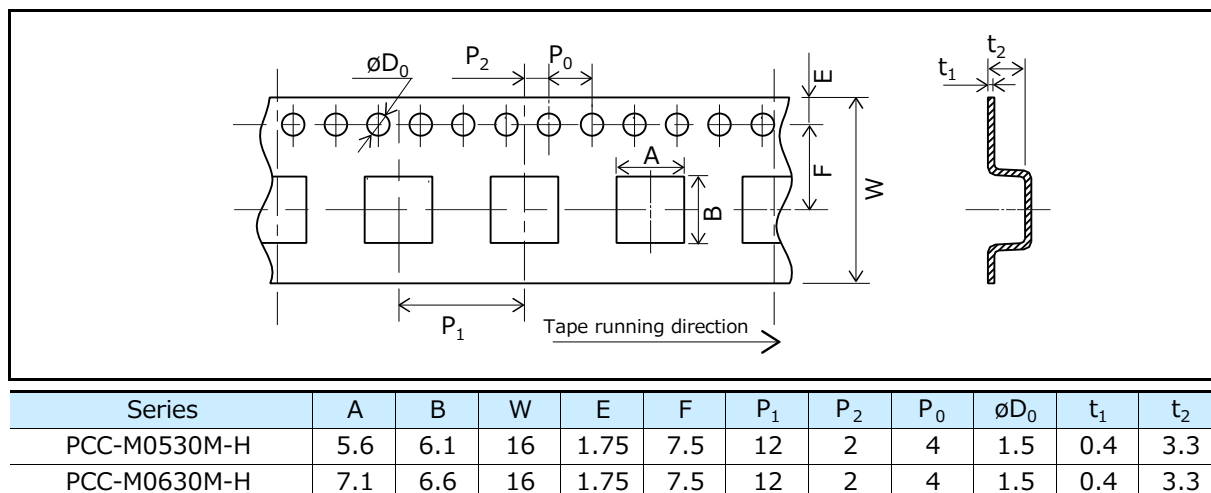 t₂
P₂ P₀
øD₀ t₁ E
A
F
W
B
P₁ Tape running direction
Series A B W E F P₁ P₂ P₀ øD₀ t₁ t₂
PCC-M0530M-H 5.6 6.1 16 1.75 7.5 12 2 4 1.5 0.4 3.3
PCC-M0630M-H 7.1 6.6 16 1.75 7.5 12 2 4 1.5 0.4 3.3